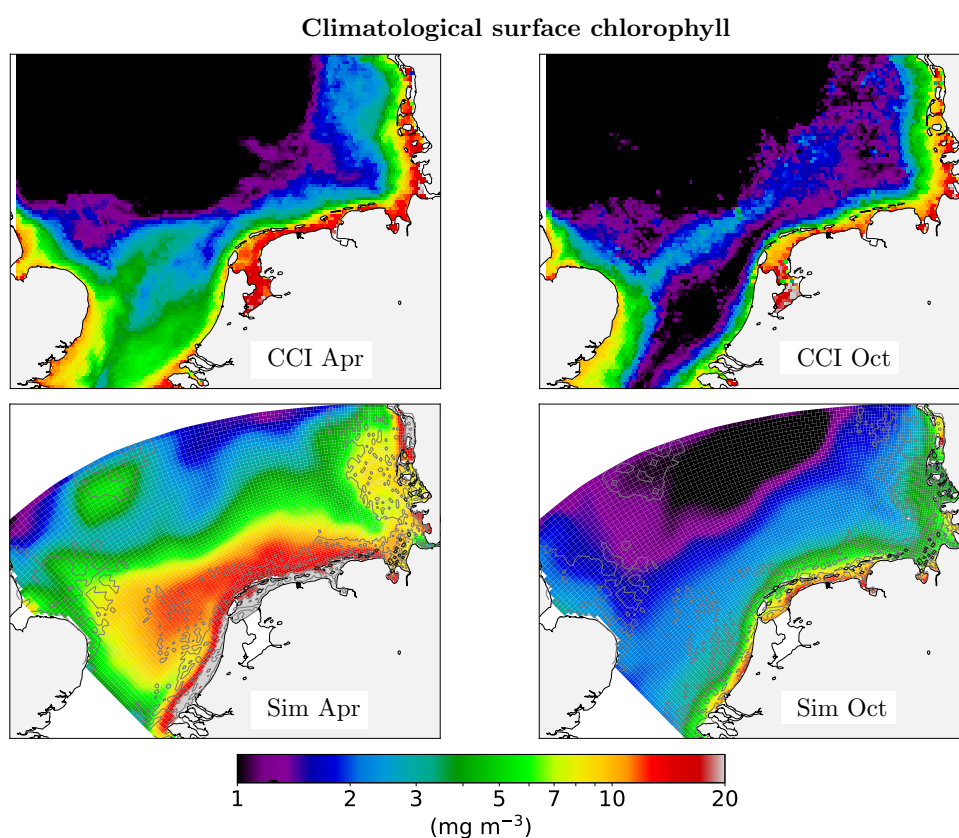 Climatological surface chlorophyll
CCI Apr
CCI Oct
Sim Apr
Sim Oct
1 2 3 5 7 10 20
(mg m⁻³)